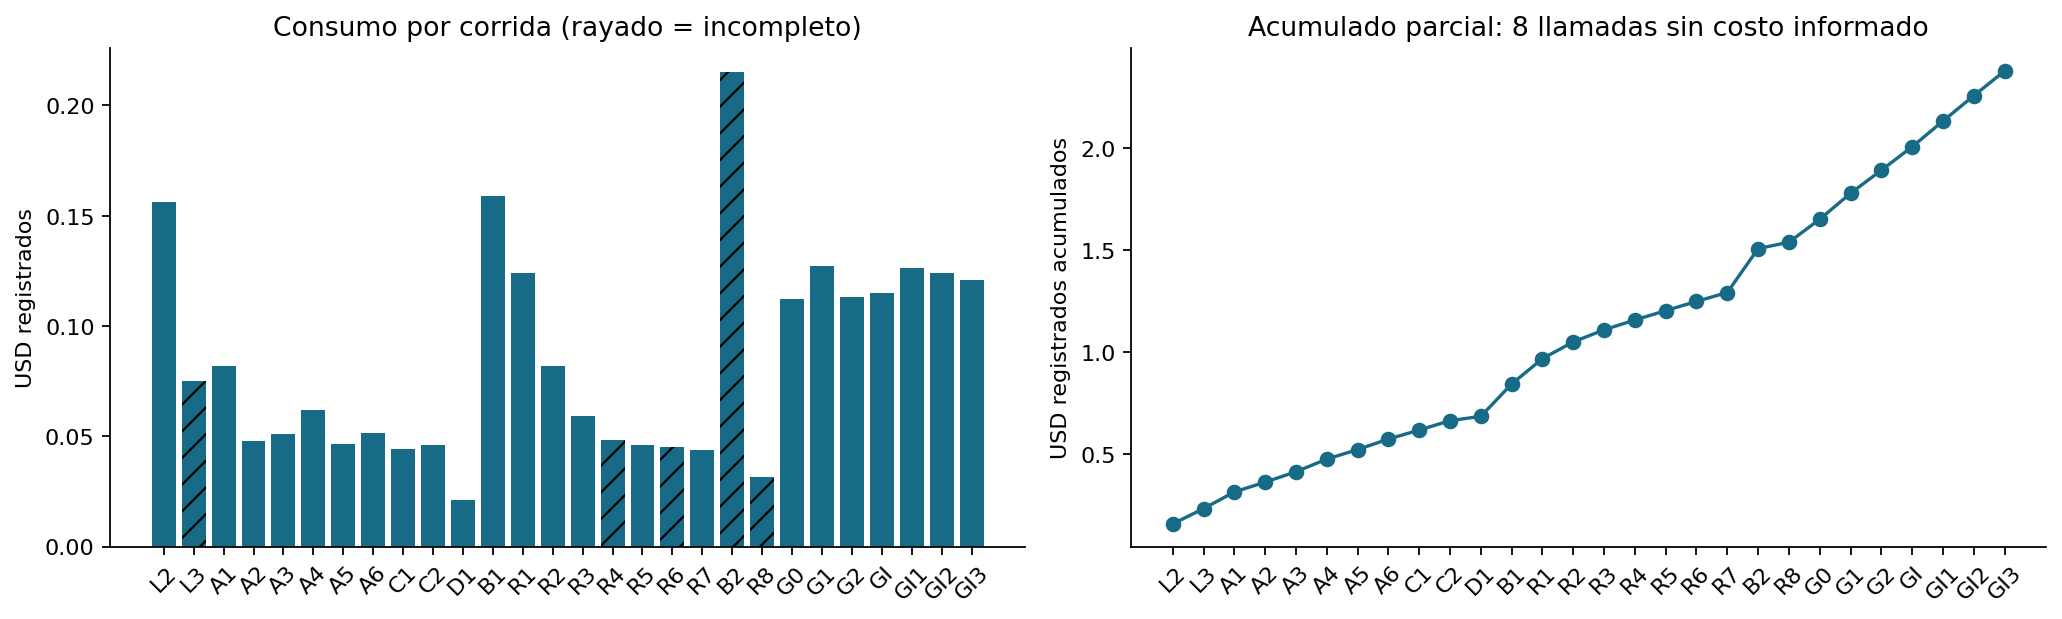 Consumo por corrida (rayado = incompleto)
USD registrados
0.20
0.15
0.10
0.05
0.00
L2 L3 A1 A2 A3 A4 A5 A6 C1 C2 D1 B1 R1 R2 R3 R4 R5 R6 R7 B2 R8 G0 G1 G2 GI GI1 GI2 GI3
Acumulado parcial: 8 llamadas sin costo informado
USD registrados acumulados
2.0
1.5
1.0
0.5
L2 L3 A1 A2 A3 A4 A5 A6 C1 C2 D1 B1 R1 R2 R3 R4 R5 R6 R7 B2 R8 G0 G1 G2 GI GI1 GI2 GI3